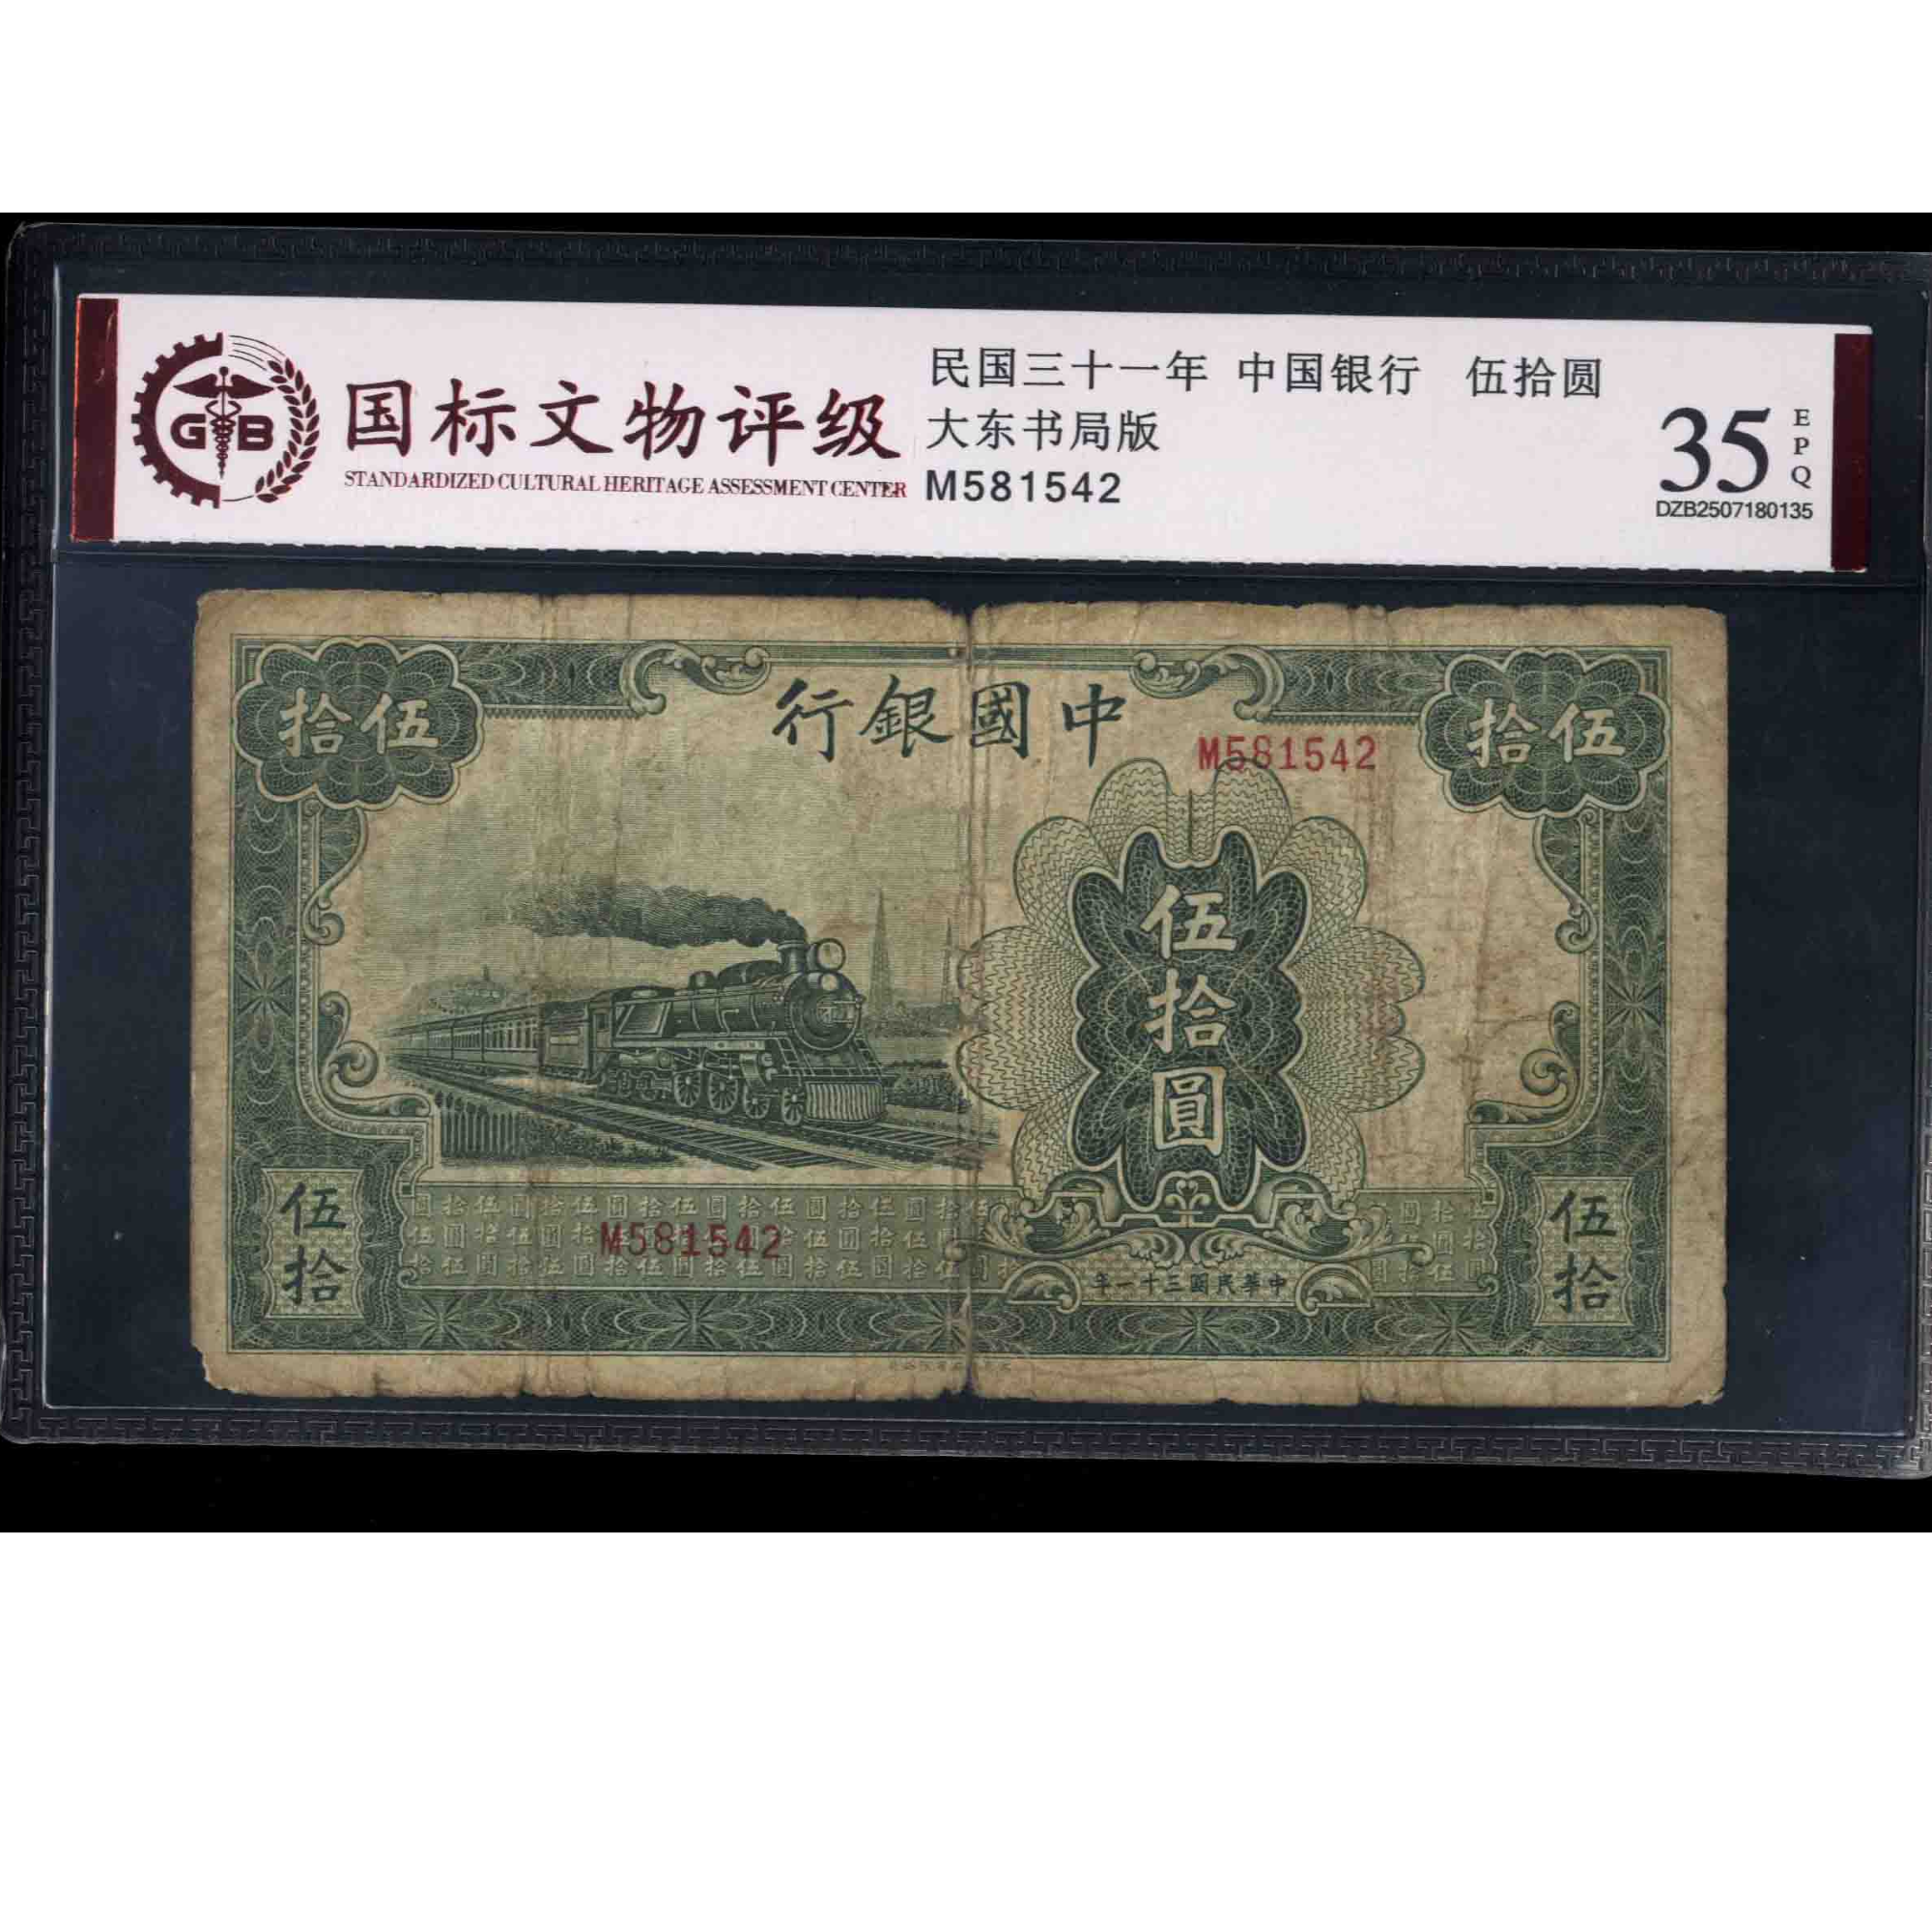 国标文物评级
STANDARDIZED CULTURAL HERITAGE ASSESSMENT CENTER
GB
民国三十一年 中国银行 伍拾圆
大东书局版
M581542
35
EPQ
DZB2507180135
拾伍
行銀國中
M581542
拾伍
伍拾圓
M581542
伍拾
年一十三國民華中
伍拾